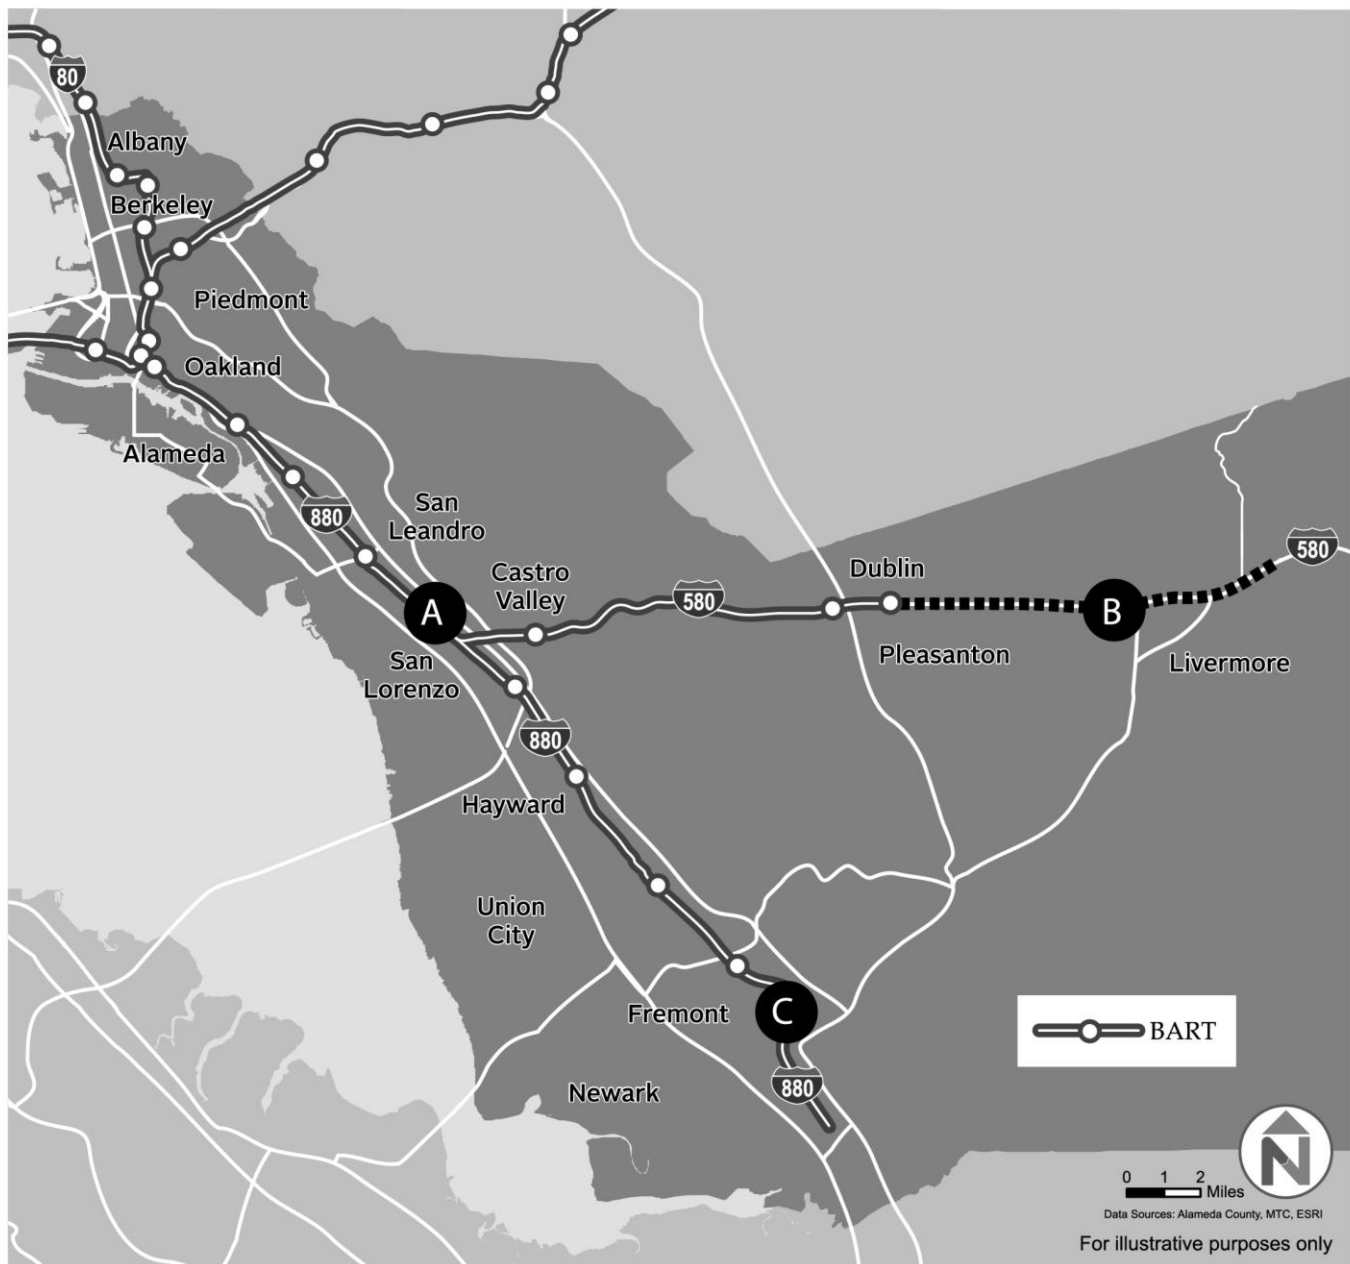 80
Albany
Berkeley
Piedmont
Oakland
Alameda
880
San
Leandro
Castro
Valley
A
580
Dublin
580
B
Pleasanton
Livermore
San
Lorenzo
880
Hayward
Union
City
Fremont
C
BART
880
Newark
N
0 1 2
Miles
Data Sources: Alameda County, MTC, ESRI
For illustrative purposes only